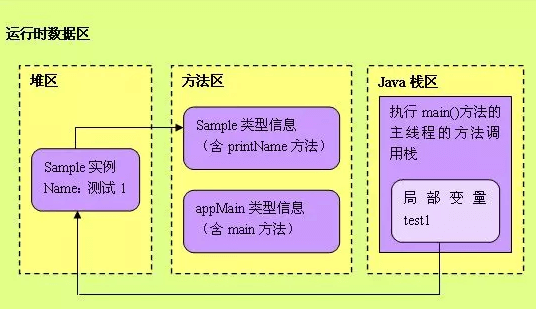 运行时数据区
堆区
Sample 实例
Name：测试 1
方法区
Sample 类型信息
（含 printName 方法）
appMain 类型信息
（含 main 方法）
Java 栈区
执行 main()方法的
主线程的方法调
用栈
局部变量
test1